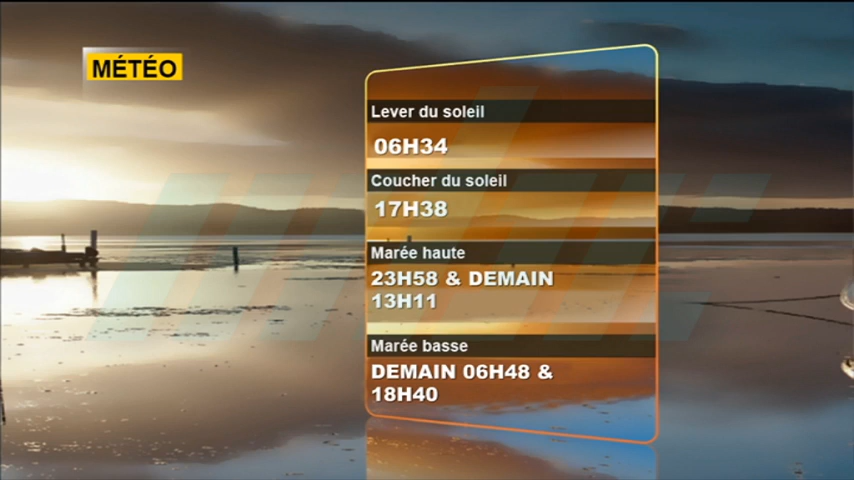 MÉTÉO
Lever du soleil
06H34
Coucher du soleil
17H38
Marée haute
23H58 & DEMAIN
13H11
Marée basse
DEMAIN 06H48 &
18H40